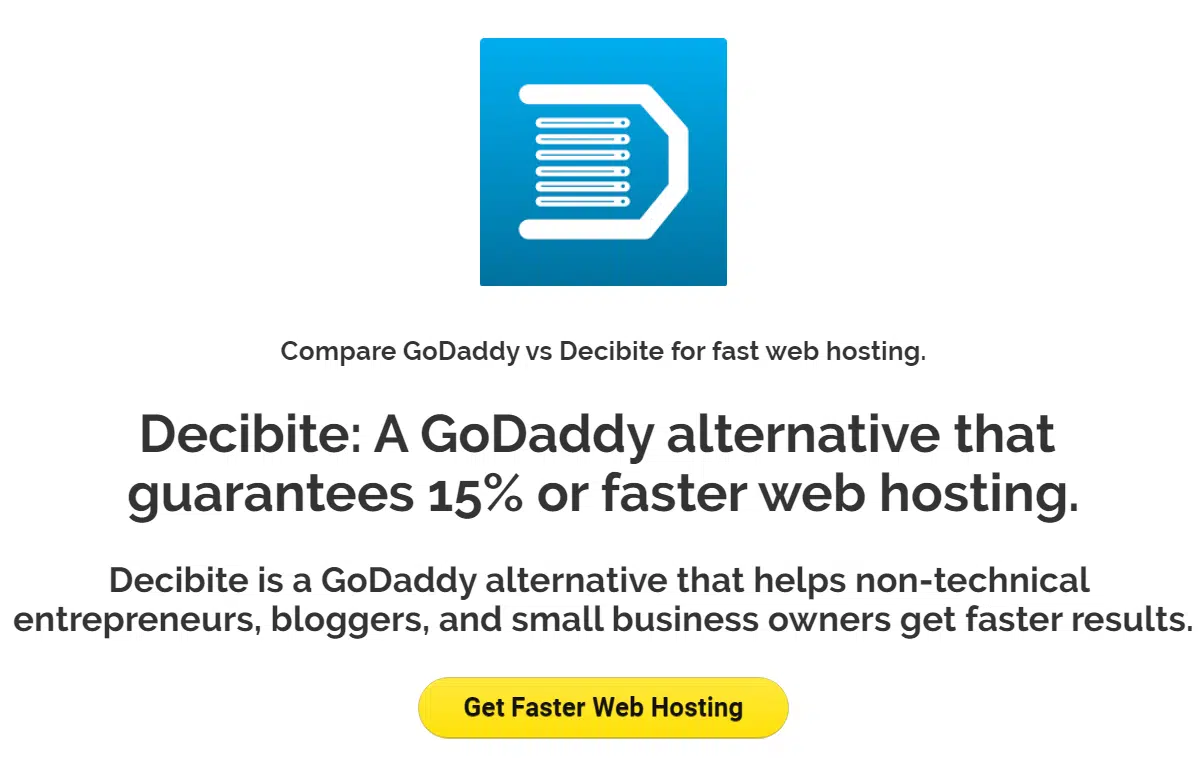 Compare GoDaddy vs Decibite for fast web hosting.
Decibite: A GoDaddy alternative that
guarantees 15% or faster web hosting.
Decibite is a GoDaddy alternative that helps non-technical
entrepreneurs, bloggers, and small business owners get faster results.
Get Faster Web Hosting